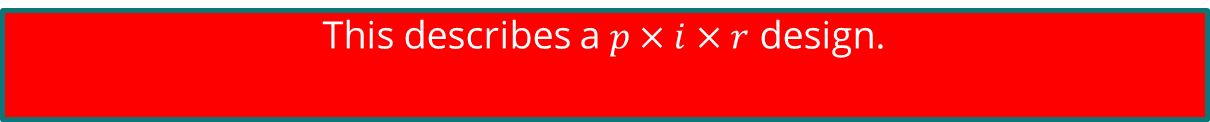 This describes a p × i × r design.